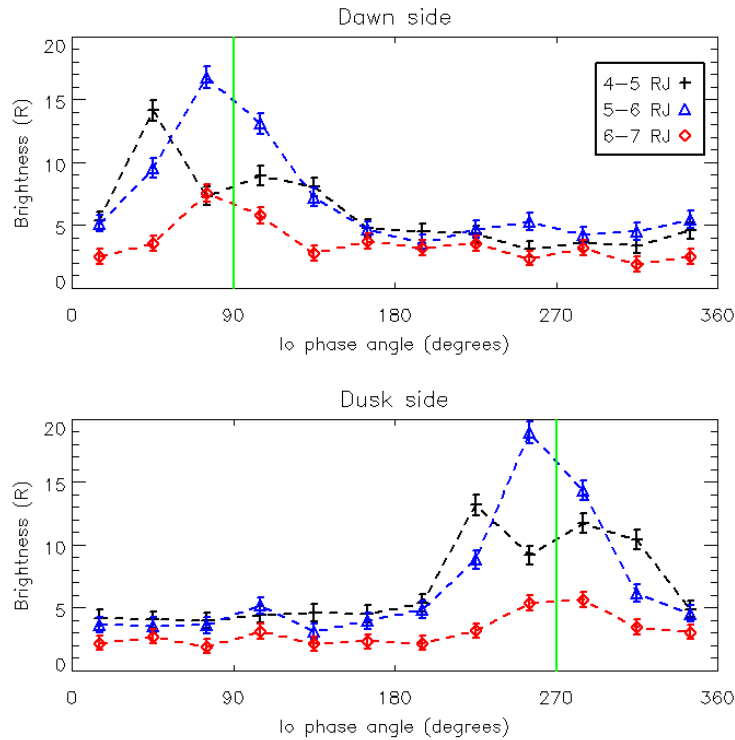 Dawn side
20
15
10
5
0
Brightness (R)
4-5 RJ
5-6 RJ
6-7 RJ
0 90 180 270 360
Io phase angle (degrees)
Dusk side
20
15
10
5
0
Brightness (R)
0 90 180 270 360
Io phase angle (degrees)